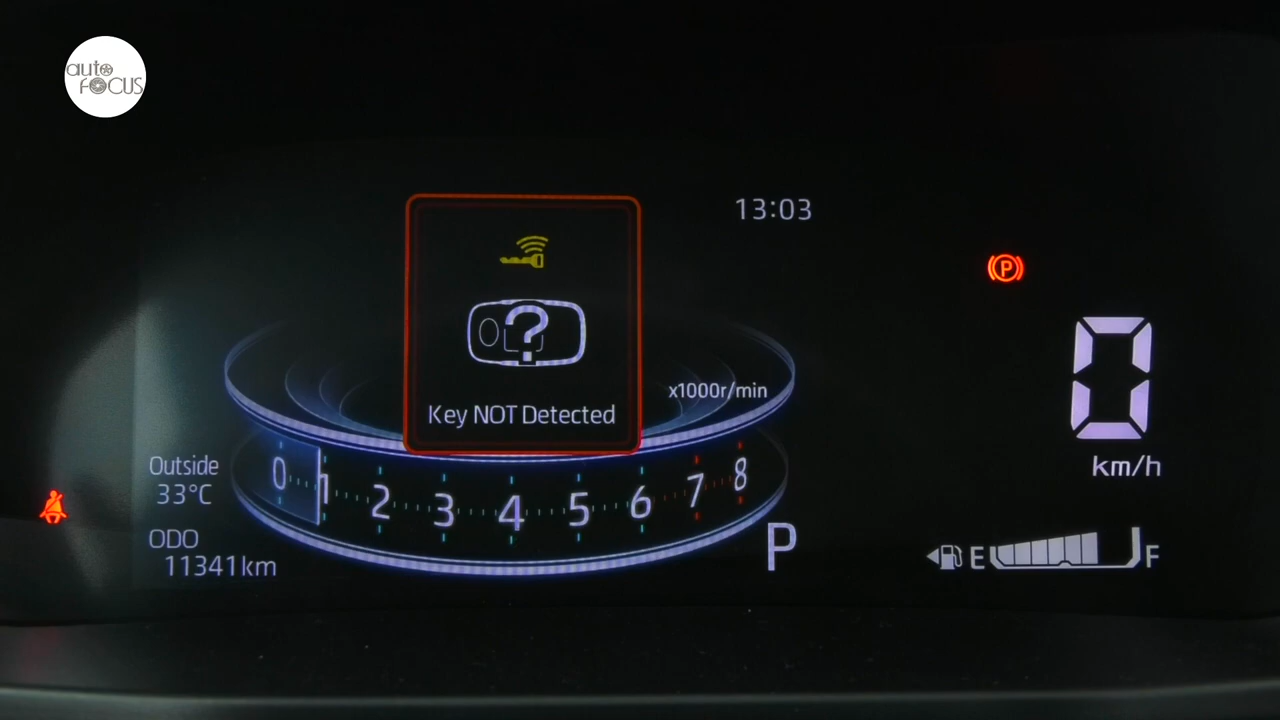 auto
FOCUS
13:03
P
Key NOT Detected
x1000r/min
0
km/h
Outside
33°C
0 1 2 3 4 5 6 7 8
ODO
11341km
P
E F